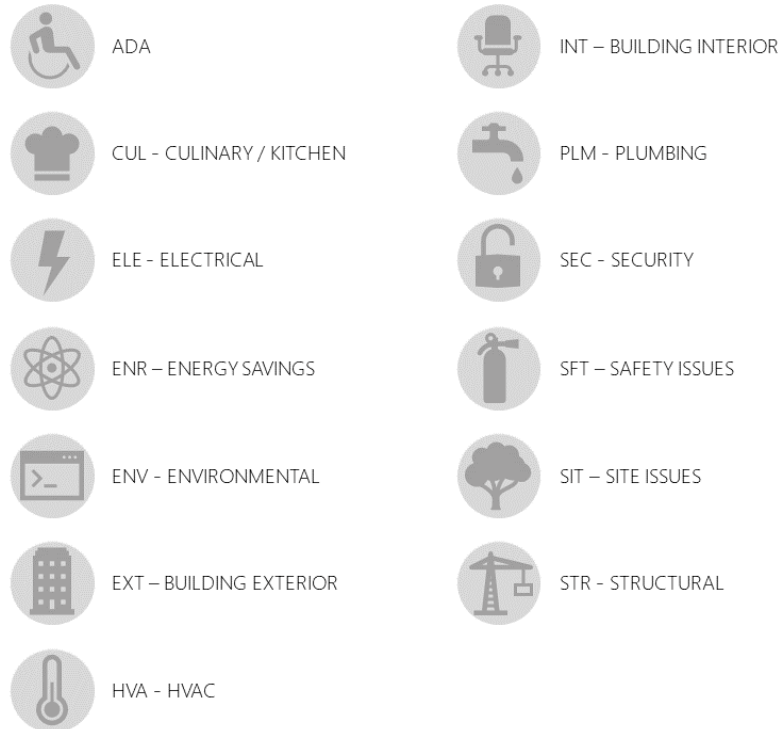 ADA
CUL - CULINARY / KITCHEN
ELE - ELECTRICAL
ENR – ENERGY SAVINGS
ENV - ENVIRONMENTAL
EXT – BUILDING EXTERIOR
HVA - HVAC
INT – BUILDING INTERIOR
PLM - PLUMBING
SEC - SECURITY
SFT – SAFETY ISSUES
SIT – SITE ISSUES
STR - STRUCTURAL